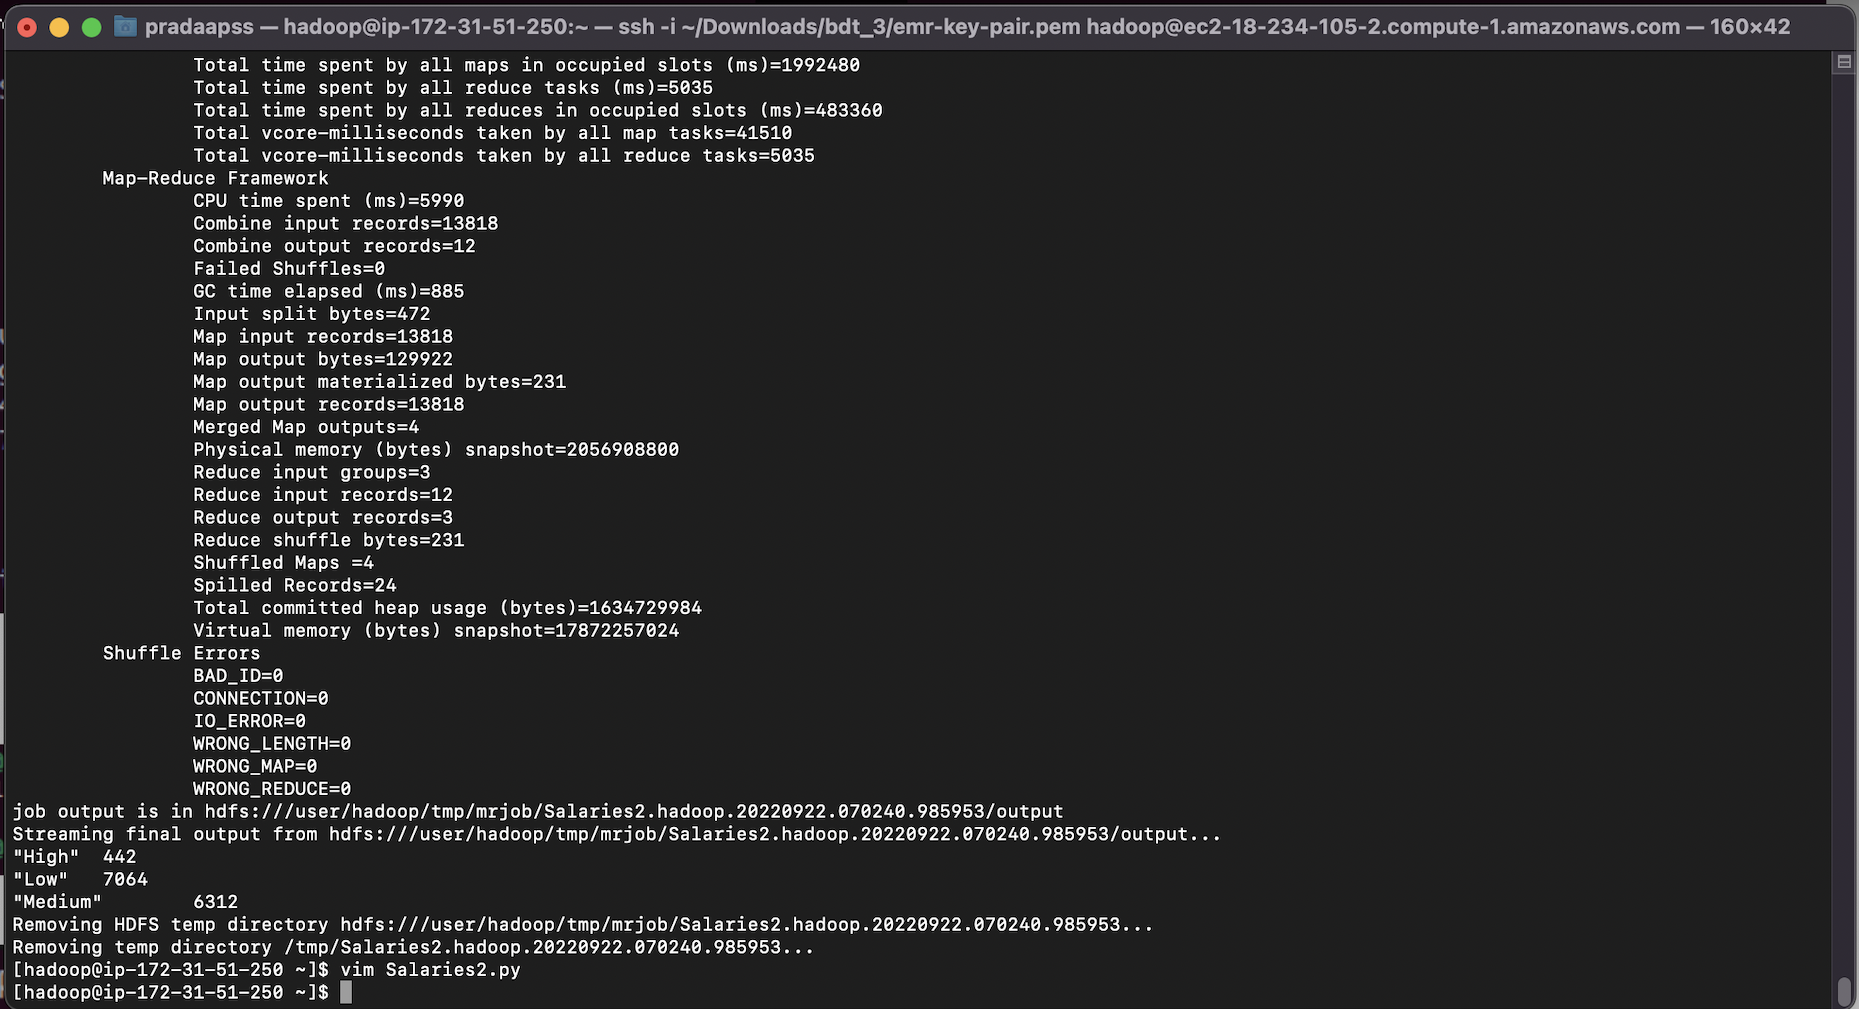 pradaapss — hadoop@ip-172-31-51-250:~ — ssh -i ~/Downloads/bdt_3/emr-key-pair.pem hadoop@ec2-18-234-105-2.compute-1.amazonaws.com — 160×42
Total time spent by all maps in occupied slots (ms)=1992480
Total time spent by all reduce tasks (ms)=5035
Total time spent by all reduces in occupied slots (ms)=483360
Total vcore-milliseconds taken by all map tasks=41510
Total vcore-milliseconds taken by all reduce tasks=5035
Map-Reduce Framework
CPU time spent (ms)=5990
Combine input records=13818
Combine output records=12
Failed Shuffles=0
GC time elapsed (ms)=885
Input split bytes=472
Map input records=13818
Map output bytes=129922
Map output materialized bytes=231
Map output records=13818
Merged Map outputs=4
Physical memory (bytes) snapshot=2056908800
Reduce input groups=3
Reduce input records=12
Reduce output records=3
Reduce shuffle bytes=231
Shuffled Maps =4
Spilled Records=24
Total committed heap usage (bytes)=1634729984
Virtual memory (bytes) snapshot=17872257024
Shuffle Errors
BAD_ID=0
CONNECTION=0
IO_ERROR=0
WRONG_LENGTH=0
WRONG_MAP=0
WRONG_REDUCE=0
job output is in hdfs:///user/hadoop/tmp/mrjob/Salaries2.hadoop.20220922.070240.985953/output
Streaming final output from hdfs:///user/hadoop/tmp/mrjob/Salaries2.hadoop.20220922.070240.985953/output...
"High" 442
"Low" 7064
"Medium" 6312
Removing HDFS temp directory hdfs:///user/hadoop/tmp/mrjob/Salaries2.hadoop.20220922.070240.985953...
Removing temp directory /tmp/Salaries2.hadoop.20220922.070240.985953...
[hadoop@ip-172-31-51-250 ~]$ vim Salaries2.py
[hadoop@ip-172-31-51-250 ~]$